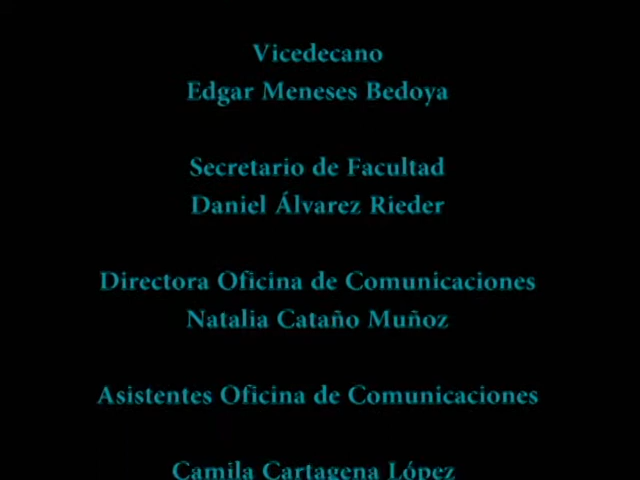 Vicedecano
Edgar Meneses Bedoya
Secretario de Facultad
Daniel Álvarez Rieder
Directora Oficina de Comunicaciones
Natalia Cataño Muñoz
Asistentes Oficina de Comunicaciones
Camila Cartagena López